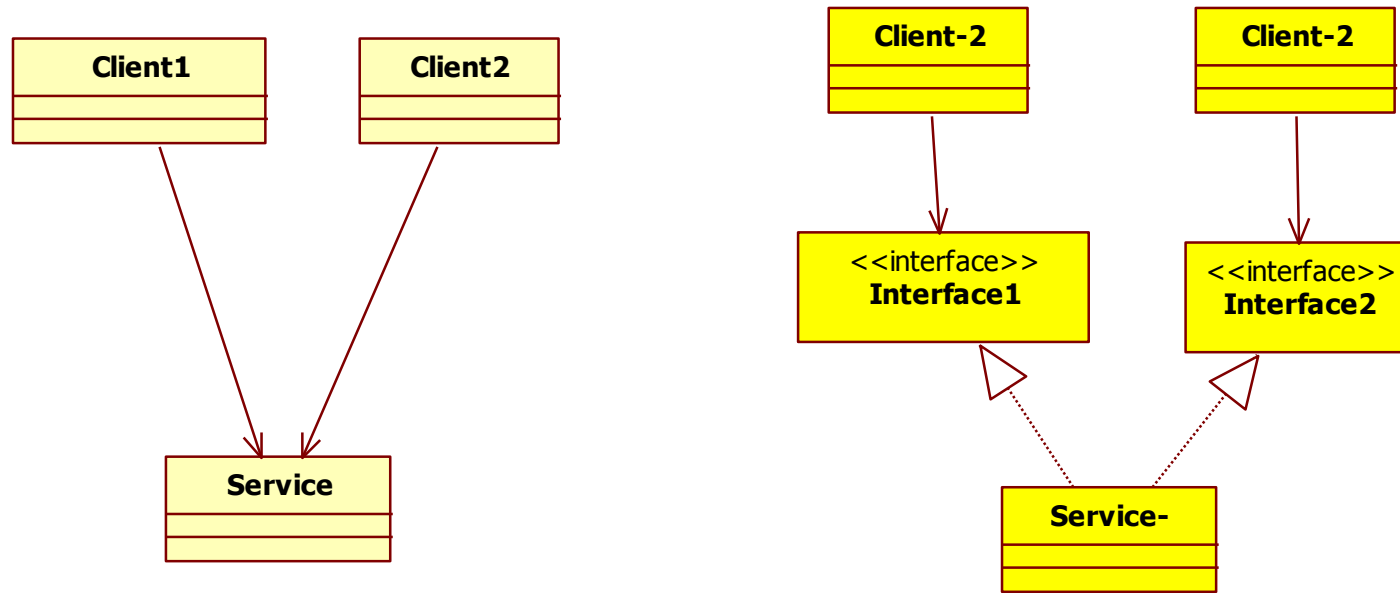 Client1
Client2
Service
Client-2
Client-2
<<interface>>
Interface1
<<interface>>
Interface2
Service-